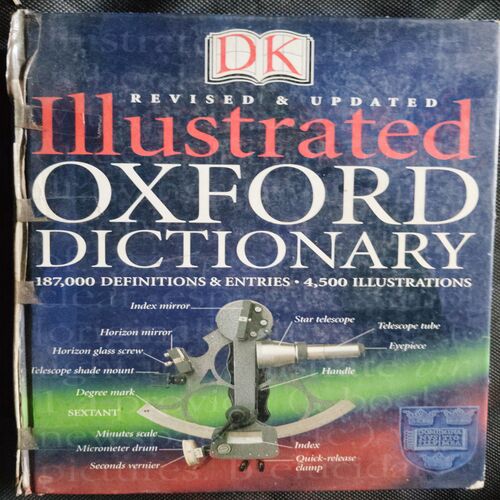 DK
REVISED & UPDATED
Illustrated
OXFORD
DICTIONARY
187,000 DEFINITIONS & ENTRIES • 4,500 ILLUSTRATIONS
Index mirror
Star telescope
Telescope tube
Horizon mirror
Eyepiece
Horizon glass screw
Telescope shade mount
Handle
Degree mark
SEXTANT
Minutes scale
Micrometer drum
Seconds vernier
Index
Quick-release
clamp